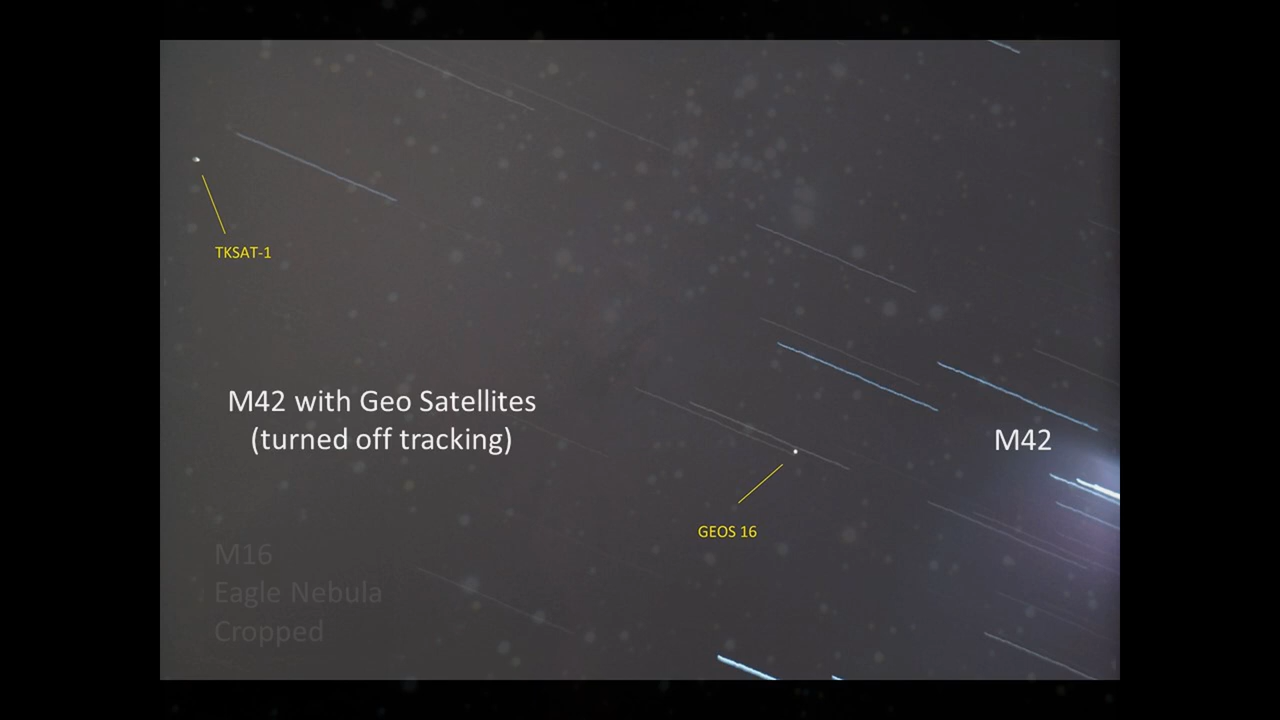 TKSAT-1
M42 with Geo Satellites
(turned off tracking)
M42
GEOS 16
M16
Eagle Nebula
Cropped